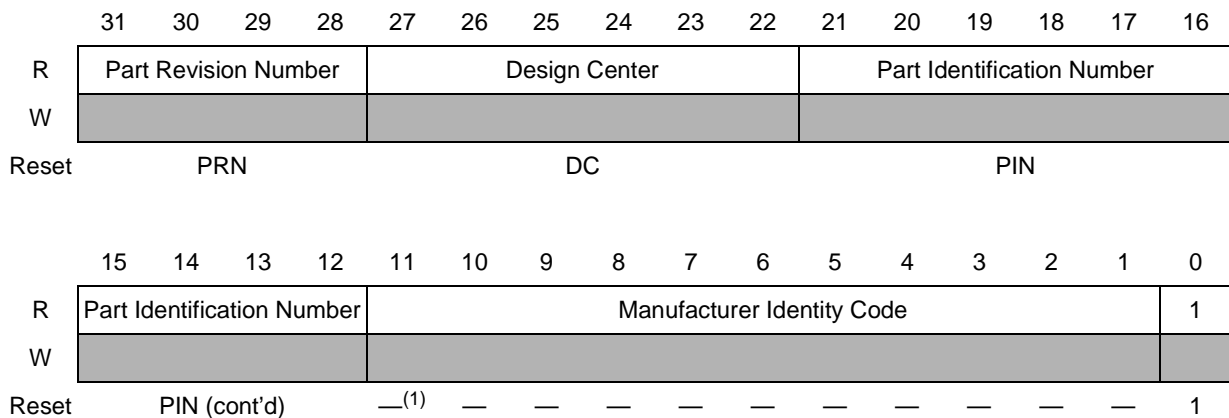 31 30 29 28 27 26 25 24 23 22 21 20 19 18 17 16
R Part Revision Number Design Center Part Identification Number
W
Reset PRN DC PIN
15 14 13 12 11 10 9 8 7 6 5 4 3 2 1 0
R Part Identification Number Manufacturer Identity Code 1
W
Reset PIN (cont’d) —(1) — — — — — — — — — — 1